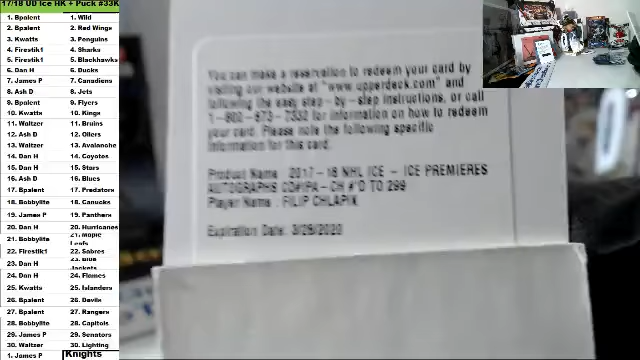 17/18 UD Ice HK + Puck #33K
1. Bpalent 1. Wild
2. Bpalent 2. Red Wings
3. Kwatts 3. Penguins
4. Firestik1 4. Sharks
5. Firestik1 5. Blackhawks
6. Dan H 6. Ducks
7. James P 7. Canadiens
8. Ash D 8. Jets
9. Bpalent 9. Flyers
10. Kwatts 10. Kings
11. Waltzer 11. Bruins
12. Ash D 12. Oilers
13. Waltzer 13. Avalanche
14. Dan H 14. Coyotes
15. Dan H 15. Stars
16. Ash D 16. Blues
17. Bpalent 17. Predators
18. Bobbylite 18. Canucks
19. James P 19. Panthers
20. Dan H 20. Hurricanes
21. Bobbylite 21. Maple Leafs
22. Firestik1 22. Sabres
23. Dan H 23. Blue Jackets
24. Dan H 24. Flames
25. Kwatts 25. Islanders
26. Bpalent 26. Devils
27. Bpalent 27. Rangers
28. Bobbylite 28. Capitols
29. James P 29. Senators
30. Waltzer 30. Lighting
1. James P Knights
You can make a reservation to redeem your card by
visiting our website at "www.upperdeck.com" and
following the easy step-by-step instructions, or call
1-800-873-7332 for information on how to redeem
your card. Please note the following specific
information for this card.
Product Name : 2017-18 NHL ICE - ICE PREMIERES
AUTOGRAPHS CD#IPA-CH #'D TO 299
Player Name : FILIP CHLAPIK
Expiration Date: 3/28/2020